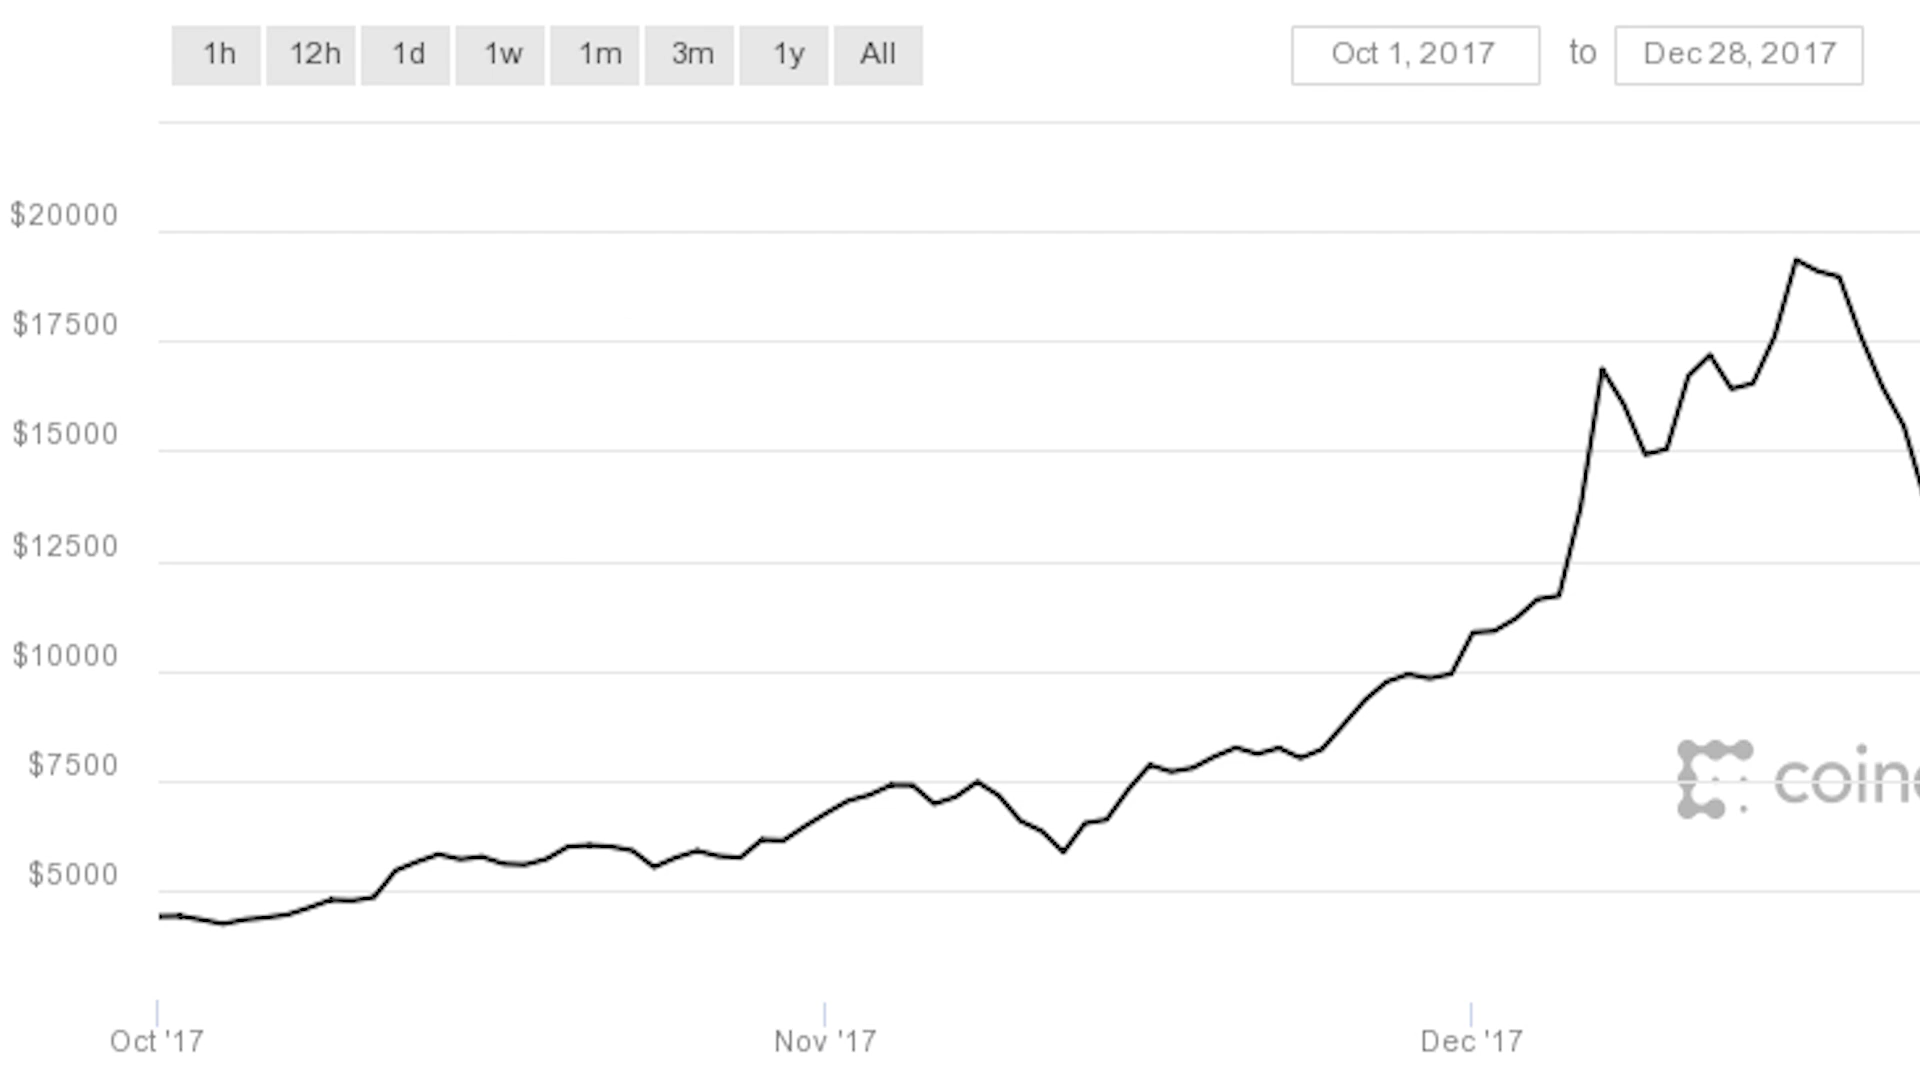 1h 12h 1d 1w 1m 3m 1y All Oct 1, 2017 to Dec 28, 2017
$20000
$17500
$15000
$12500
$10000
$7500
coin
$5000
Oct '17 Nov '17 Dec '17